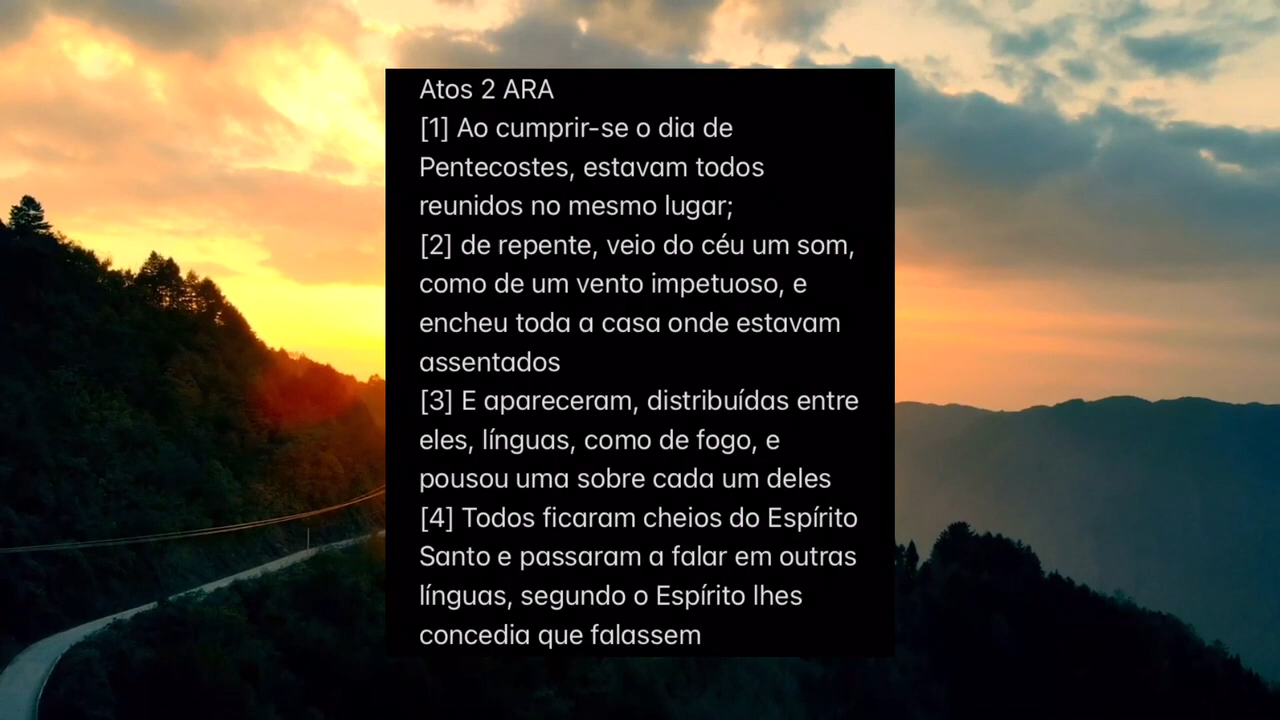 Atos 2 ARA
[1] Ao cumprir-se o dia de
Pentecostes, estavam todos
reunidos no mesmo lugar;
[2] de repente, veio do céu um som,
como de um vento impetuoso, e
encheu toda a casa onde estavam
assentados
[3] E apareceram, distribuídas entre
eles, línguas, como de fogo, e
pousou uma sobre cada um deles
[4] Todos ficaram cheios do Espírito
Santo e passaram a falar em outras
línguas, segundo o Espírito lhes
concedia que falassem